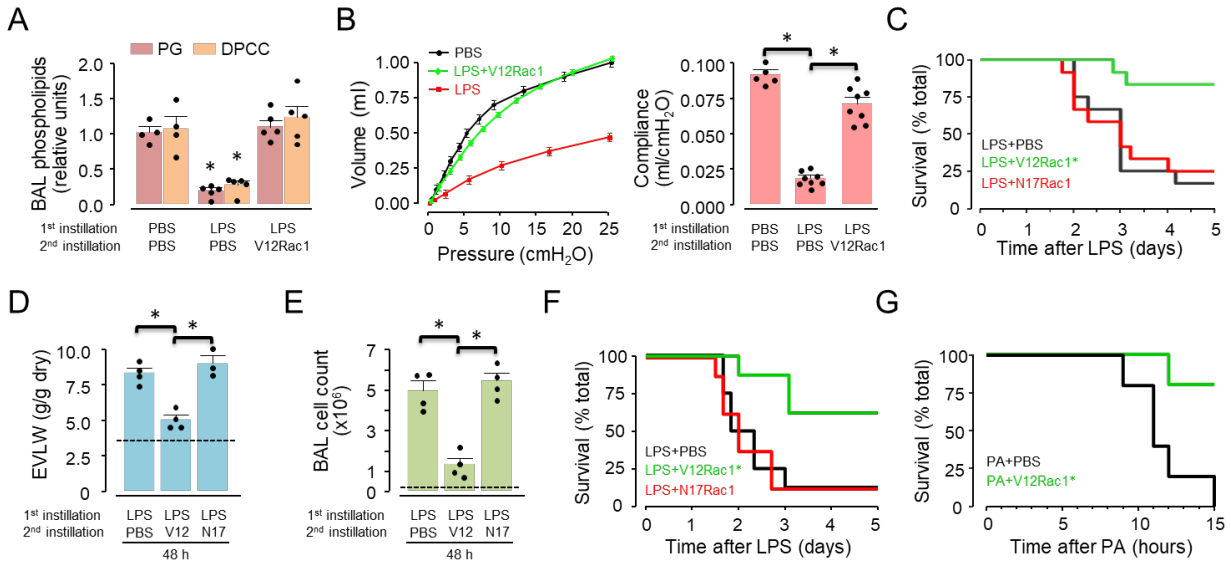 A
PG DPCC
BAL phospholipids
(relative units)
2.0
1.5
1.0
0.5
0.0
* *
1st instillation PBS LPS LPS
2nd instillation PBS PBS V12Rac1
B
PBS
LPS+V12Rac1
LPS
Volume (ml)
1.00
0.75
0.50
0.25
.00
0 5 10 15 20 25
Pressure (cmH2O)
Compliance
(ml/cmH2O)
0.100
0.075
0.050
0.025
0.000
* *
1st instillation PBS LPS LPS
2nd instillation PBS PBS V12Rac1
C
Survival (% total)
100
75
50
25
0
LPS+PBS
LPS+V12Rac1*
LPS+N17Rac1
0 1 2 3 4 5
Time after LPS (days)
D
EVLW (g/g dry)
10.0
7.5
5.0
2.5
* *
1st instillation LPS LPS LPS
2nd instillation PBS V12 N17
48 h
E
BAL cell count
(x106)
7
6
5
4
2
1
0
* *
1st instillation LPS LPS LPS
2nd instillation PBS V12 N17
48 h
F
Survival (% total)
100
75
50
25
0
LPS+PBS
LPS+V12Rac1*
LPS+N17Rac1
0 1 2 3 4 5
Time after LPS (days)
G
Survival (% total)
100
75
50
25
0
PA+PBS
PA+V12Rac1*
0 5 10 15
Time after PA (hours)